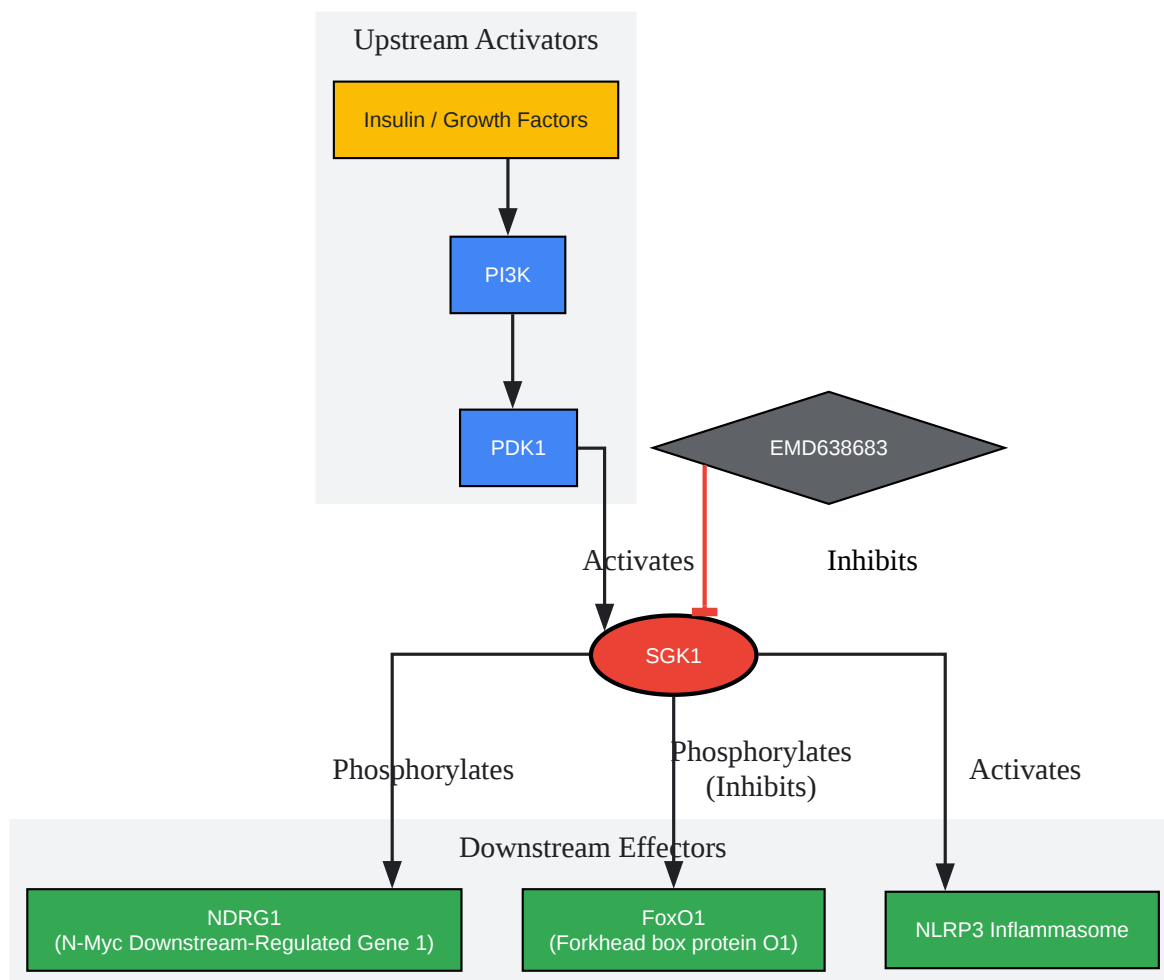 Upstream Activators
Insulin / Growth Factors
PI3K
PDK1
EMD638683
Activates
Inhibits
SGK1
Phosphorylates
Phosphorylates
(Inhibits)
Activates
Downstream Effectors
NDRG1
(N-Myc Downstream-Regulated Gene 1)
FoxO1
(Forkhead box protein O1)
NLRP3 Inflammasome